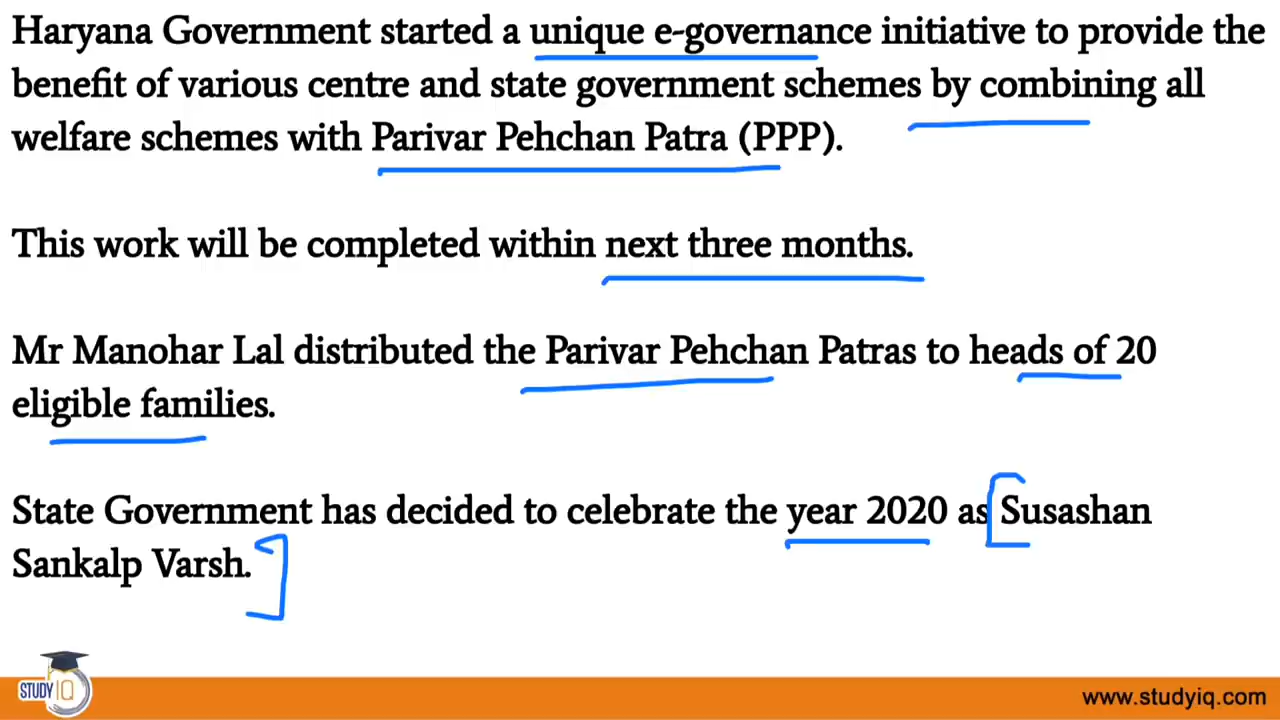 Haryana Government started a unique e-governance initiative to provide the
benefit of various centre and state government schemes by combining all
welfare schemes with Parivar Pehchan Patra (PPP).
This work will be completed within next three months.
Mr Manohar Lal distributed the Parivar Pehchan Patras to heads of 20
eligible families.
State Government has decided to celebrate the year 2020 as Susashan
Sankalp Varsh.
STUDY IQ
www.studyiq.com